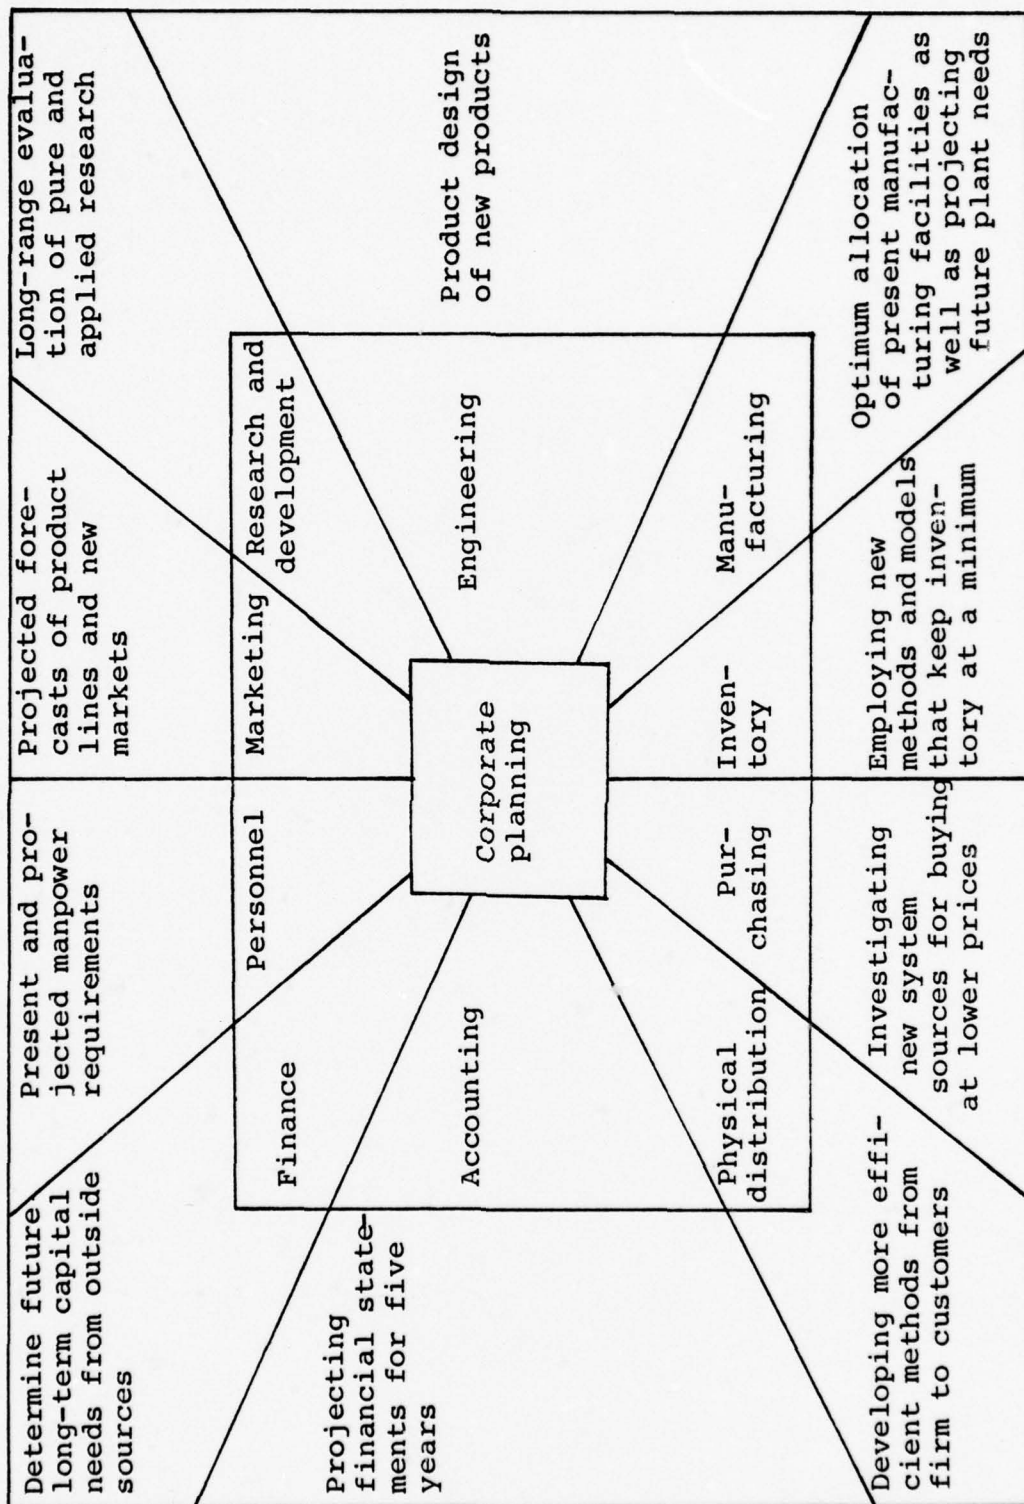 Determine future
long-term capital
needs from outside
sources
Present and pro-
jected manpower
requirements
Projected fore-
casts of product
lines and new
markets
Long-range evalua-
tion of pure and
applied research
Finance
Personnel
Marketing
Research and
development
Projecting
financial state-
ments for five
years
Accounting
Corporate
planning
Engineering
Product design
of new products
Physical
distribution
Pur-
chasing
Inven-
tory
Manu-
facturing
Developing more effi-
cient methods from
firm to customers
Investigating
new system
sources for buying
at lower prices
Employing new
methods and models
that keep inven-
tory at a minimum
Optimum allocation
of present manufac-
turing facilities as
well as projecting
future plant needs